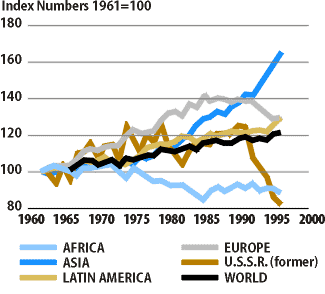 Index Numbers 1961=100
180
160
140
120
100
80
1960 1965 1970 1975 1980 1985 1990 1995 2000
AFRICA EUROPE
ASIA U.S.S.R. (former)
LATIN AMERICA WORLD